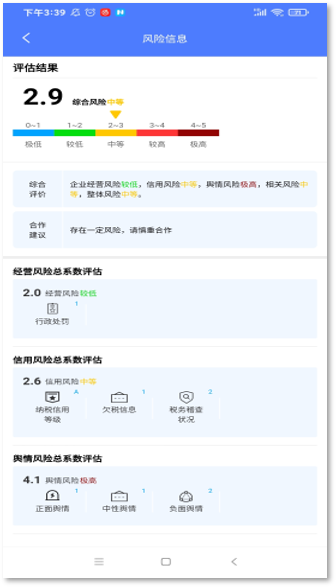 下午3:39
风险信息
评估结果
2.9 综合风险中等
0~1 1~2 2~3 3~4 4~5
极低 较低 中等 较高 极高
综合评价
企业经营风险较低，信用风险中等，舆情风险极高，相关风险中等，整体风险中等。
合作建议
存在一定风险，请慎重合作
经营风险总系数评估
2.0 经营风险较低
1
行政处罚
信用风险总系数评估
2.6 信用风险中等
A 1 2
纳税信用等级 欠税信息 税务稽查状况
舆情风险总系数评估
4.1 舆情风险极高
1 1 2
正面舆情 中性舆情 负面舆情